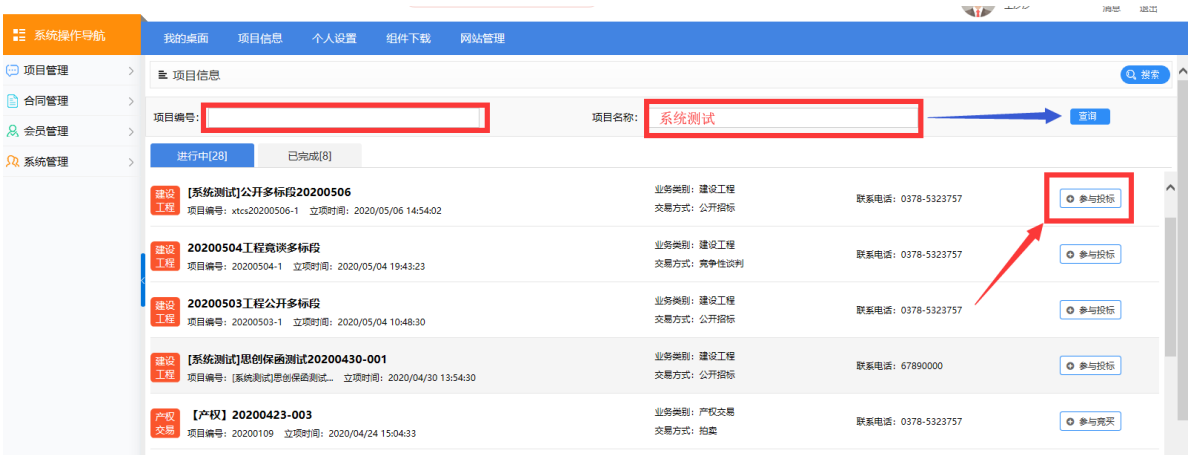 消息 退出
系统操作导航 我的桌面 项目信息 个人设置 组件下载 网站管理
项目管理
合同管理
会员管理
系统管理
项目信息 搜索
项目编号： 项目名称： 系统测试 查询
进行中[28] 已完成[8]
建设工程 [系统测试]公开多标段20200506 业务类别：建设工程
项目编号：xtcs20200506-1 立项时间：2020/05/06 14:54:02 交易方式：公开招标 联系电话：0378-5323757 参与投标
建设工程 20200504工程竞谈多标段 业务类别：建设工程
项目编号：20200504-1 立项时间：2020/05/04 19:43:23 交易方式：竞争性谈判 联系电话：0378-5323757 参与投标
建设工程 20200503工程公开多标段 业务类别：建设工程
项目编号：20200503-1 立项时间：2020/05/04 10:48:30 交易方式：公开招标 联系电话：0378-5323757 参与投标
建设工程 [系统测试]思创保函测试20200430-001 业务类别：建设工程
项目编号：[系统测试]思创保函测试... 立项时间：2020/04/30 13:54:30 交易方式：公开招标 联系电话：67890000 参与投标
产权交易 【产权】20200423-003 业务类别：产权交易
项目编号：20200109 立项时间：2020/04/24 15:04:33 交易方式：拍卖 联系电话：0378-5323757 参与竞买